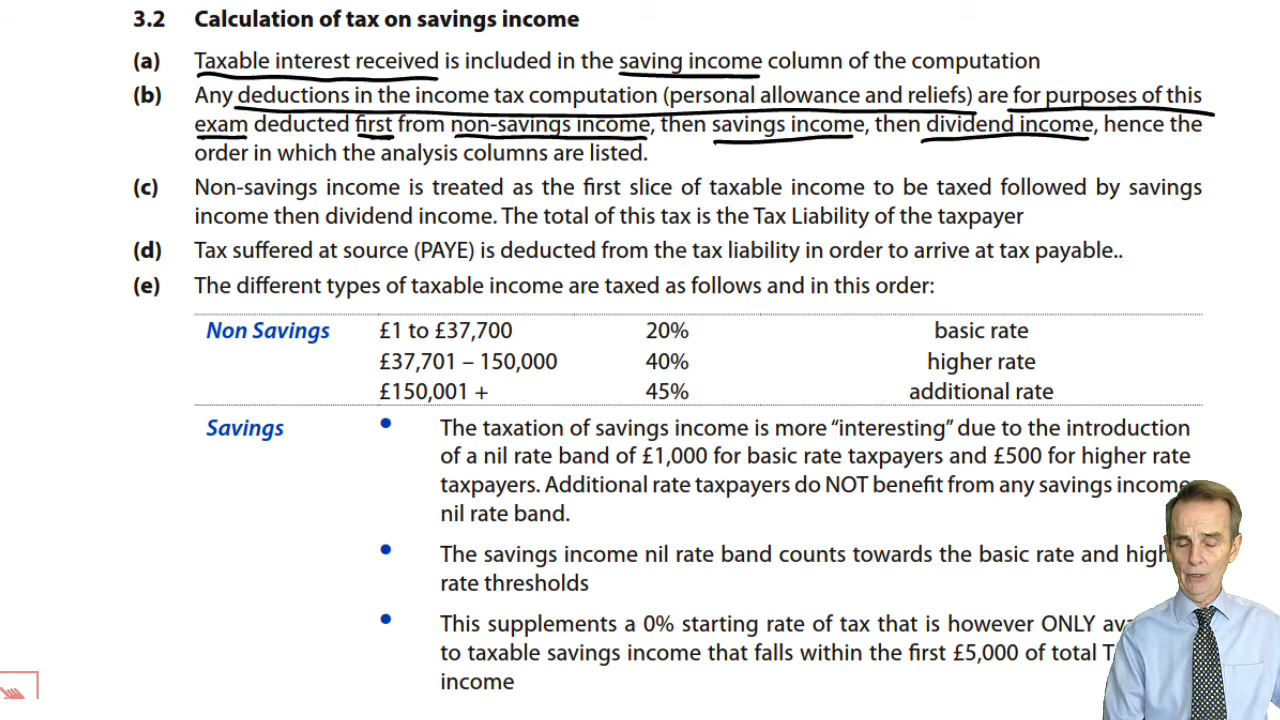 3.2 Calculation of tax on savings income
(a) Taxable interest received is included in the saving income column of the computation
(b) Any deductions in the income tax computation (personal allowance and reliefs) are for purposes of this
exam deducted first from non-savings income, then savings income, then dividend income, hence the
order in which the analysis columns are listed.
(c) Non-savings income is treated as the first slice of taxable income to be taxed followed by savings
income then dividend income. The total of this tax is the Tax Liability of the taxpayer
(d) Tax suffered at source (PAYE) is deducted from the tax liability in order to arrive at tax payable..
(e) The different types of taxable income are taxed as follows and in this order:
Non Savings £1 to £37,700 20% basic rate
£37,701 – 150,000 40% higher rate
£150,001 + 45% additional rate
Savings • The taxation of savings income is more “interesting” due to the introduction
of a nil rate band of £1,000 for basic rate taxpayers and £500 for higher rate
taxpayers. Additional rate taxpayers do NOT benefit from any savings income
nil rate band.
• The savings income nil rate band counts towards the basic rate and
rate thresholds
• This supplements a 0% starting rate of tax that is however ONLY
to taxable savings income that falls within the first £5,000 of total
income